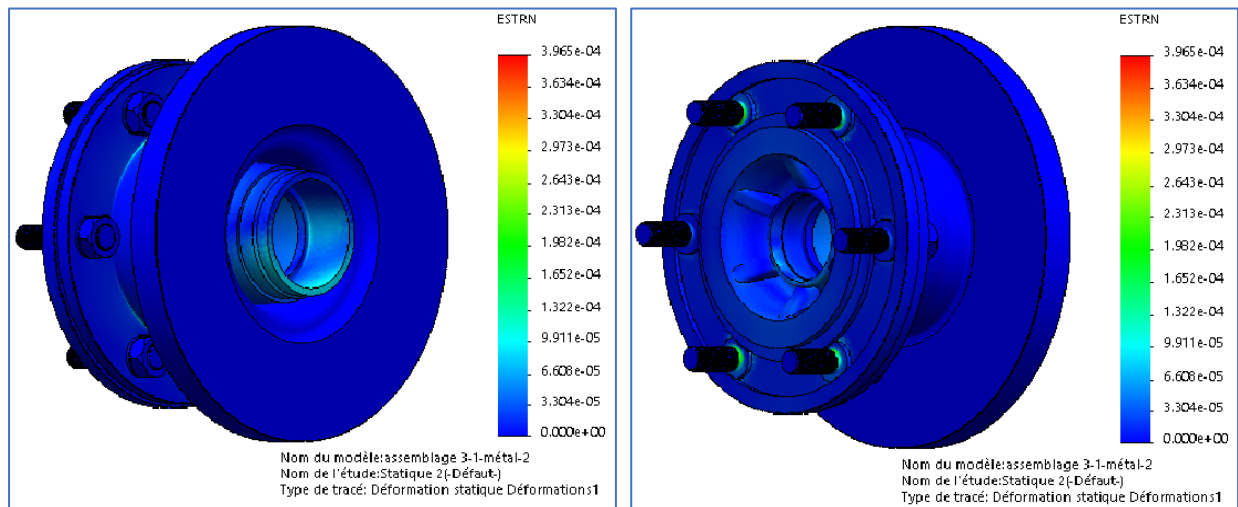 ESTRN
3.965e-04
3.634e-04
3.304e-04
2.973e-04
2.643e-04
2.313e-04
1.982e-04
1.652e-04
1.322e-04
9.911e-05
6.608e-05
3.304e-05
0.000e+00
Nom du modèle:assemblage 3-1-métal-2
Nom de l'étude:Statique 2(-Défaut-)
Type de tracé: Déformation statique Déformations1
ESTRN
3.965e-04
3.634e-04
3.304e-04
2.973e-04
2.643e-04
2.313e-04
1.982e-04
1.652e-04
1.322e-04
9.911e-05
6.608e-05
3.304e-05
0.000e+00
Nom du modèle:assemblage 3-1-métal-2
Nom de l'étude:Statique 2(-Défaut-)
Type de tracé: Déformation statique Déformations1